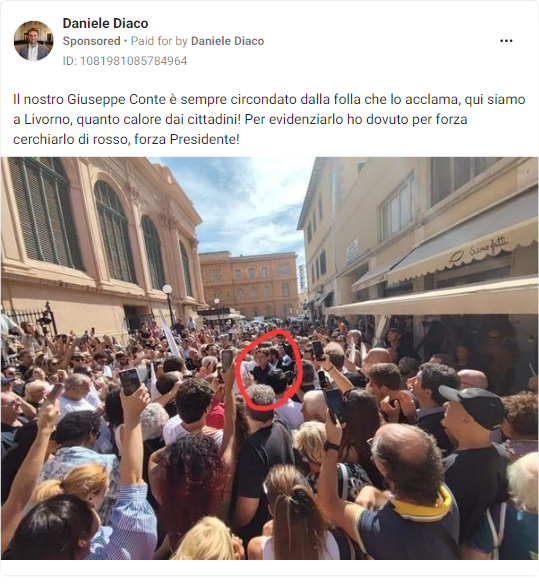 Daniele Diaco
Sponsored • Paid for by Daniele Diaco
ID: 1081981085784964
Il nostro Giuseppe Conte è sempre circondato dalla folla che lo acclama, qui siamo
a Livorno, quanto calore dai cittadini! Per evidenziarlo ho dovuto per forza
cerchiarlo di rosso, forza Presidente!
Siamo fritti